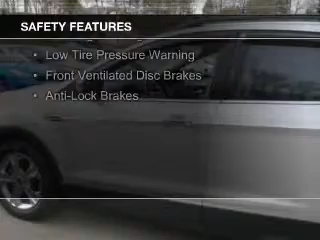 SAFETY FEATURES
• Low Tire Pressure Warning
• Front Ventilated Disc Brakes
• Anti-Lock Brakes